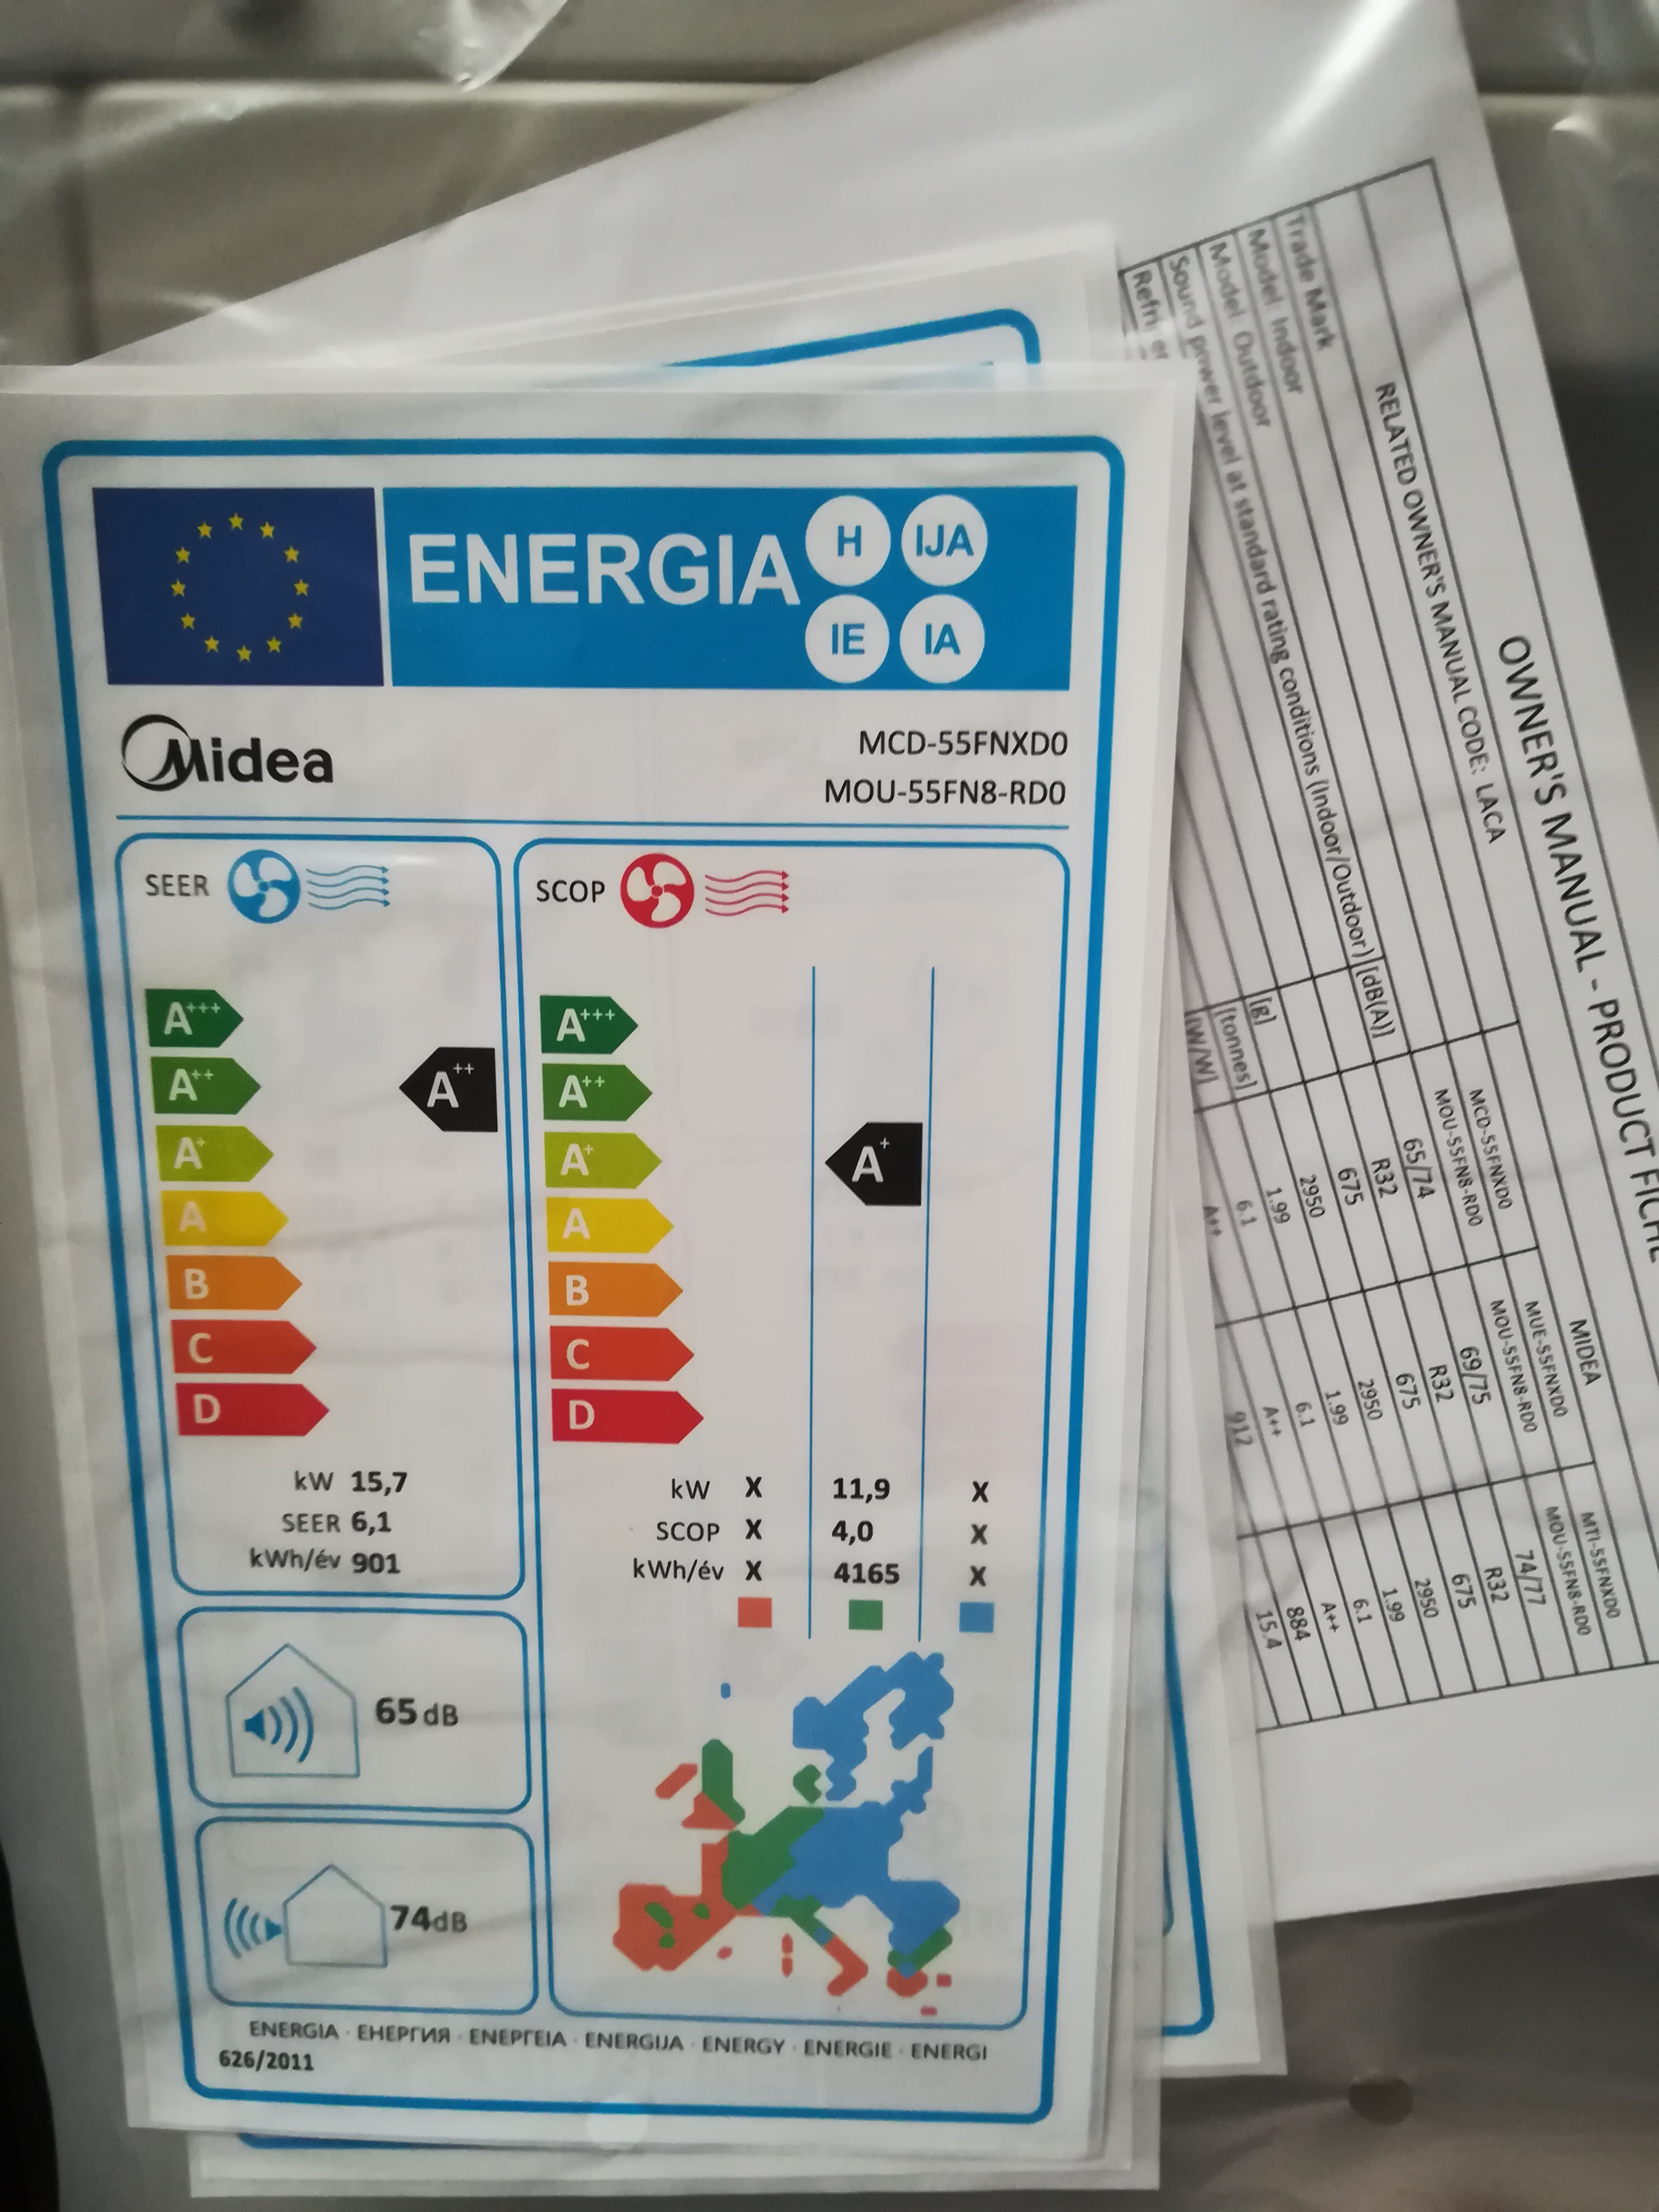 ENERGIA
H IJA
IE IA
Midea
MCD-55FNXD0
MOU-55FN8-RD0
SEER
A+++
A++
A+
A
B
C
D
A++
kW 15,7
SEER 6,1
kWh/év 901
SCOP
A+++
A++
A+
A
B
C
D
A+
kW X 11,9 X
SCOP X 4,0 X
kWh/év X 4165 X
65 dB
74dB
ENERGIA · ЕНЕРГИЯ · ΕΝΕΡΓΕΙΑ · ENERGIJA · ENERGY · ENERGIE · ENERGI
626/2011
OWNER'S MANUAL - PRODUCT FICHE
RELATED OWNER'S MANUAL CODE: LACA
Trade Mark MIDEA
Model: Indoor MCD-55FNXD0 MUE-55FNXD0 MTI-55FNXD0
Model: Outdoor MOU-55FN8-RD0 MOU-55FN8-RD0 MOU-55FN8-RD0
Sound power level at standard rating conditions (Indoor/Outdoor) [dB(A)] 65/74 69/75 74/77
R32 R32 R32
675 675 675
[g] 2950 2950 2950
[tonnes] 1.99 1.99 1.99
[W/W] 6.1 6.1 6.1
A++ A++ A++
912 884
15.4